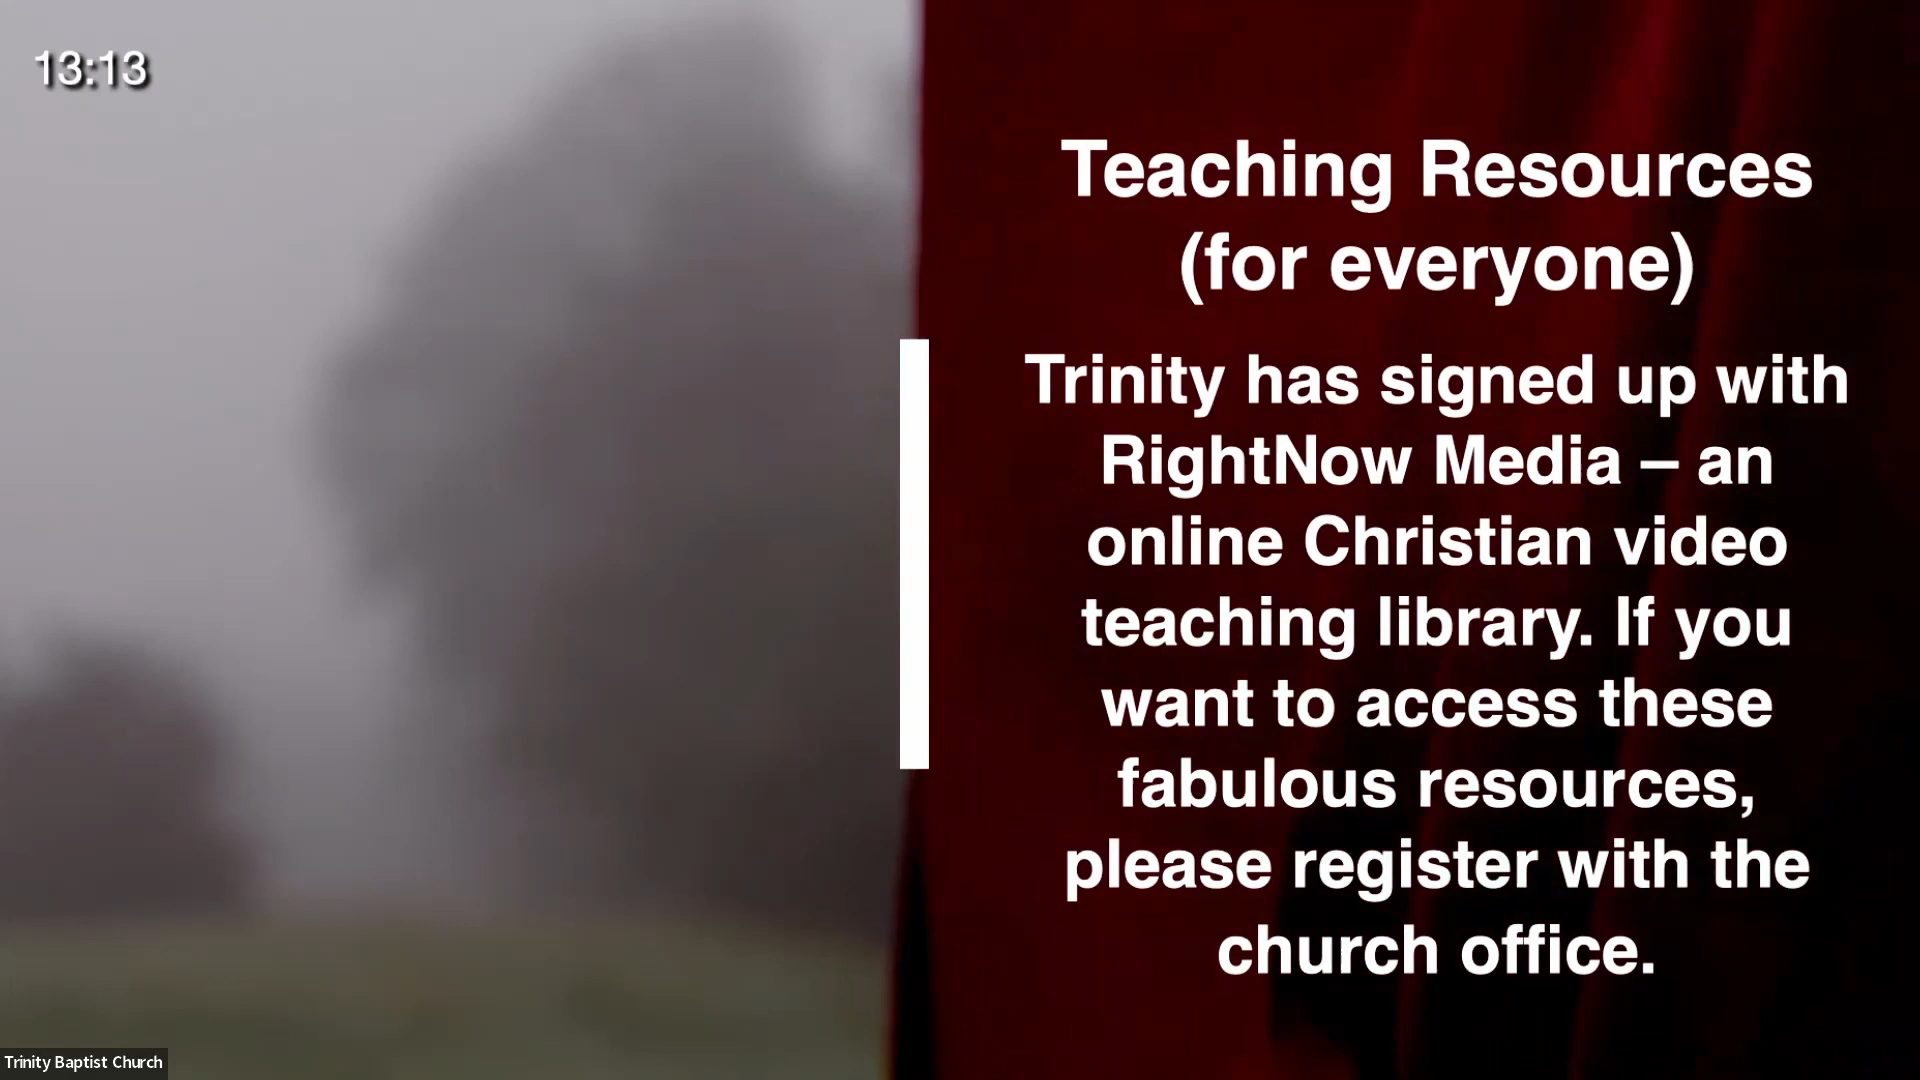 13:13
Teaching Resources
(for everyone)
Trinity has signed up with
RightNow Media – an
online Christian video
teaching library. If you
want to access these
fabulous resources,
please register with the
church office.
Trinity Baptist Church